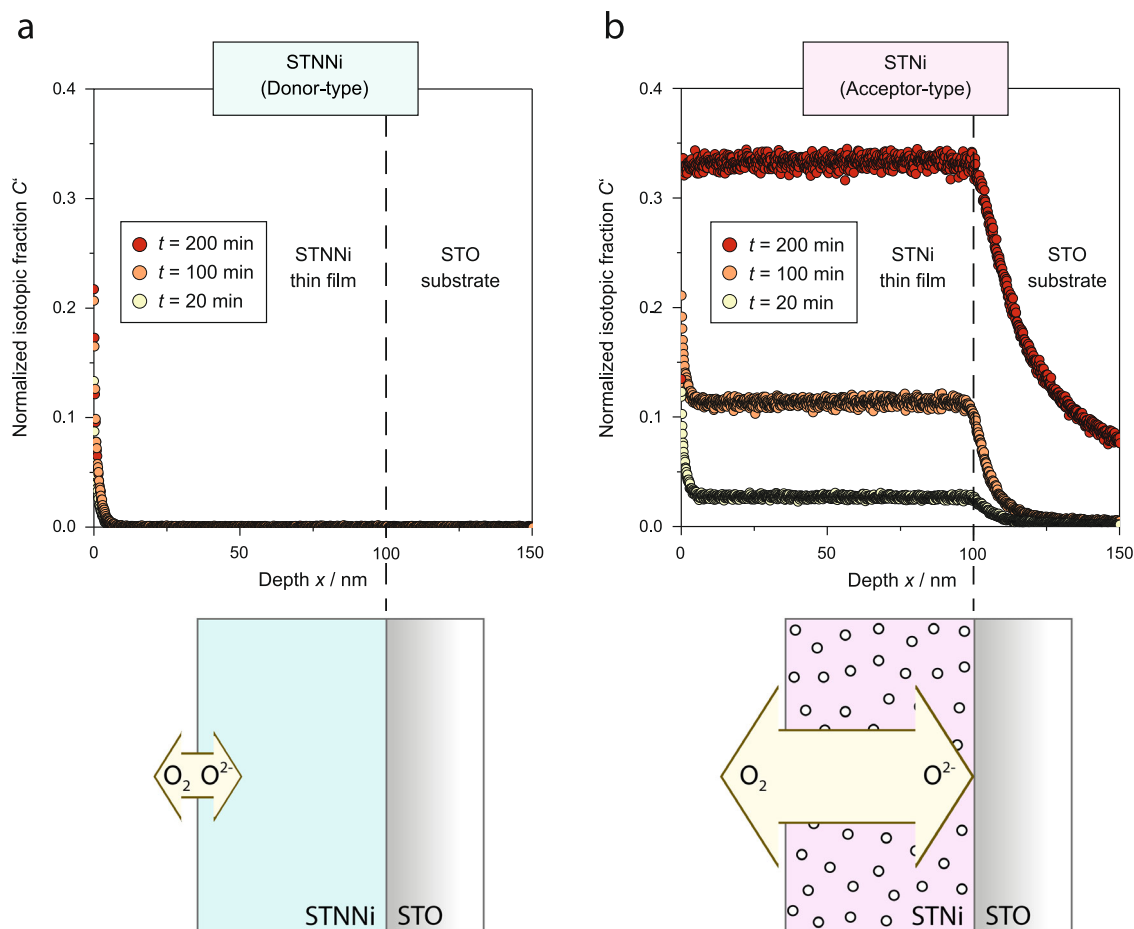 a
STNNi
(Donor-type)
0.4
0.3
0.2
0.1
0.0
Normalized isotopic fraction C‘
t = 200 min
t = 100 min
t = 20 min
STNNi
thin film
STO
substrate
0
50
100
150
Depth x / nm
O2 O2-
STNNi
STO
b
STNi
(Acceptor-type)
0.4
0.3
0.2
0.1
0.0
Normalized isotopic fraction C‘
t = 200 min
t = 100 min
t = 20 min
STNi
thin film
STO
substrate
0
50
100
150
Depth x / nm
O2
O2-
STNi
STO